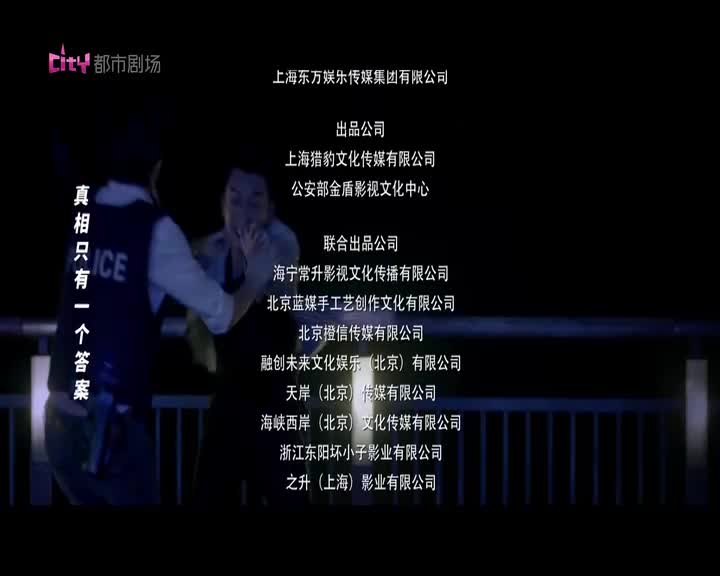 City 都市剧场
上海东万娱乐传媒集团有限公司
出品公司
上海猎豹文化传媒有限公司
公安部金盾影视文化中心
联合出品公司
海宁常升影视文化传播有限公司
北京蓝媒手工艺创作文化有限公司
北京撜信传媒有限公司
融创未来文化娱乐（北京）有限公司
天岸（北京）传媒有限公司
海峡西岸（北京）文化传媒有限公司
浙江东阳坏小子影业有限公司
之升（上海）影业有限公司
真相只有一个答案
POLICE